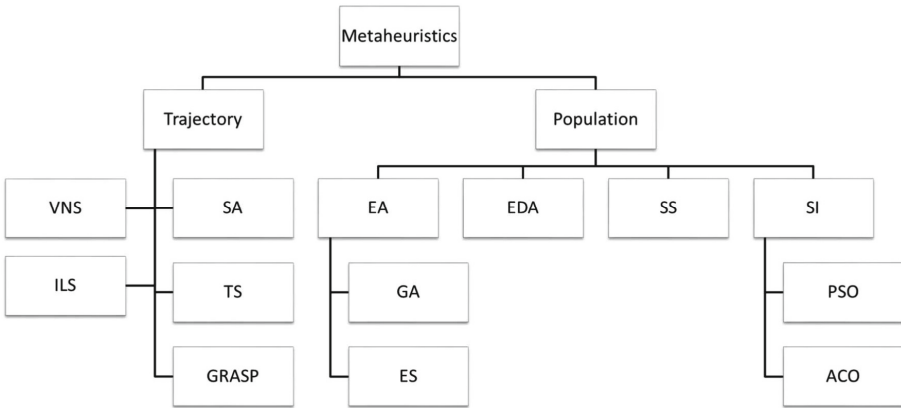 Metaheuristics
Trajectory
Population
VNS
SA
EA
EDA
SS
SI
ILS
TS
GA
PSO
GRASP
ES
ACO